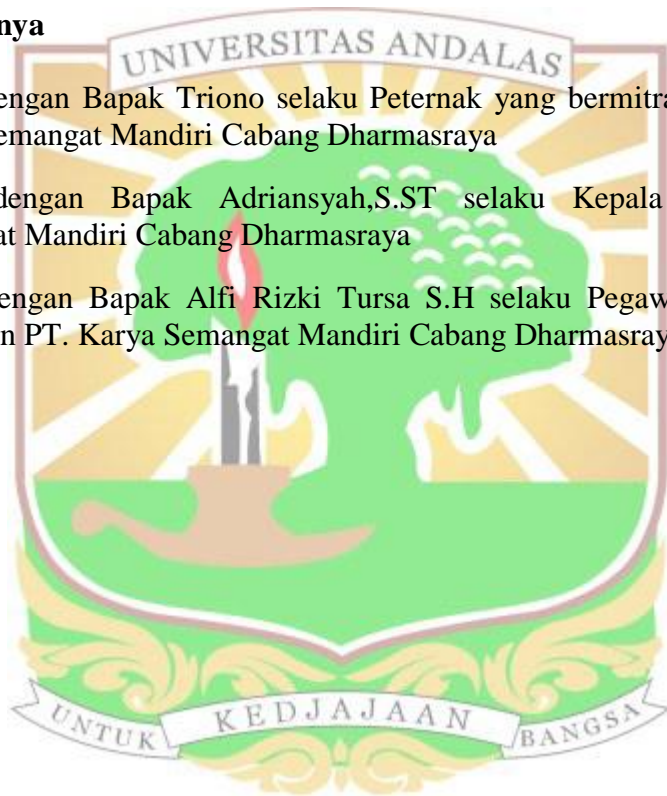 nya
UNIVERSITAS ANDALAS
engan Bapak Triono selaku Peternak yang bermitra
emangat Mandiri Cabang Dharmasraya
dengan Bapak Adriansyah,S.ST selaku Kepala
at Mandiri Cabang Dharmasraya
engan Bapak Alfi Rizki Tursa S.H selaku Pegaw
n PT. Karya Semangat Mandiri Cabang Dharmasray
UNTUK KEDJAJAAN BANGSA